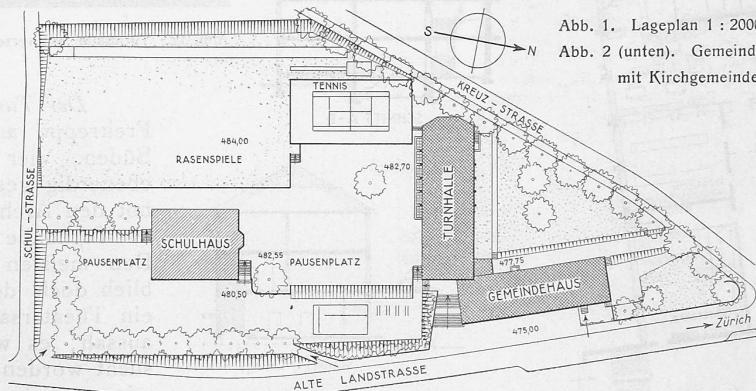 Abb. 1. Lageplan 1 : 2000
Abb. 2 (unten). Gemeind
mit Kirchgemeinde
S
N
KREUZ - STRASSE
TENNIS
484,00
RASENSPIELE
482,70
TURNHALLE
SCHUL - STRASSE
SCHULHAUS
PAUSENPLATZ
482,55
PAUSENPLATZ
480,50
477,75
GEMEINDEHAUS
475,00
Zürich
ALTE LANDSTRASSE